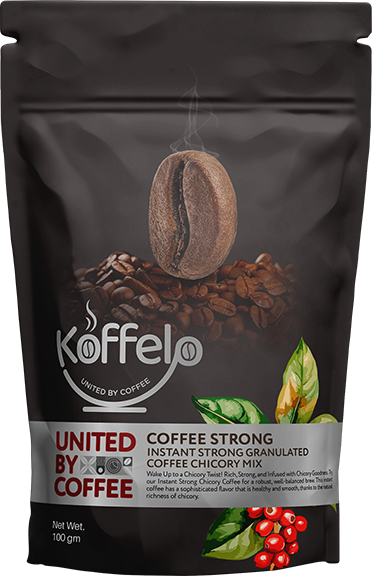 Koffelo
UNITED BY COFFEE
UNITED
BY
COFFEE
COFFEE STRONG
INSTANT STRONG GRANULATED
COFFEE CHICORY MIX
Wake Up to a Chicory Twist! Rich, Strong, and Infused with Chicory Goodness. Try
our Instant Strong Chicory Coffee for a robust, well-balanced brew. This instant
coffee has a sophisticated flavor that is healthy and smooth, thanks to the natural
richness of chicory.
Net Wet.
100 gm